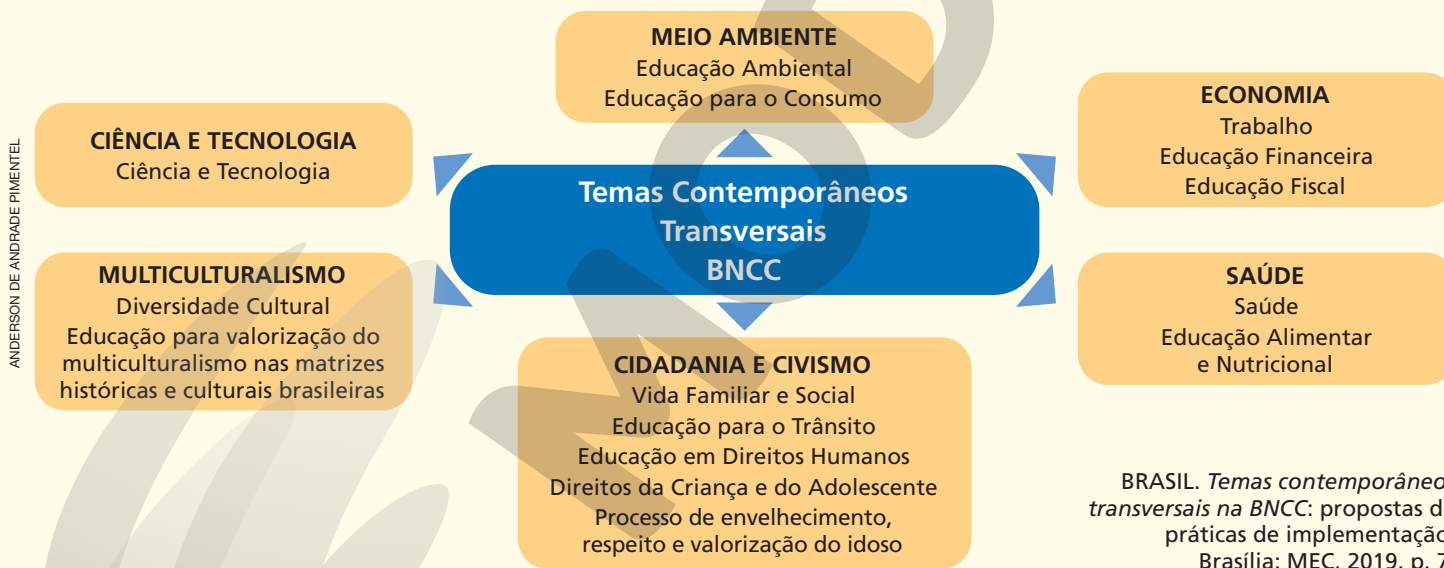 MEIO AMBIENTE
Educação Ambiental
Educação para o Consumo
ECONOMIA
Trabalho
Educação Financeira
Educação Fiscal
CIÊNCIA E TECNOLOGIA
Ciência e Tecnologia
Temas Contemporâneos
Transversais
BNCC
MULTICULTURALISMO
Diversidade Cultural
Educação para valorização do
multiculturalismo nas matrizes
históricas e culturais brasileiras
SAÚDE
Saúde
Educação Alimentar
e Nutricional
CIDADANIA E CIVISMO
Vida Familiar e Social
Educação para o Trânsito
Educação em Direitos Humanos
Direitos da Criança e do Adolescente
Processo de envelhecimento,
respeito e valorização do idoso
BRASIL. Temas contemporâneo
transversais na BNCC: propostas d
práticas de implementação
Brasília: MEC, 2019. p. 7
ANDERSON DE ANDRADE PIMENTEL